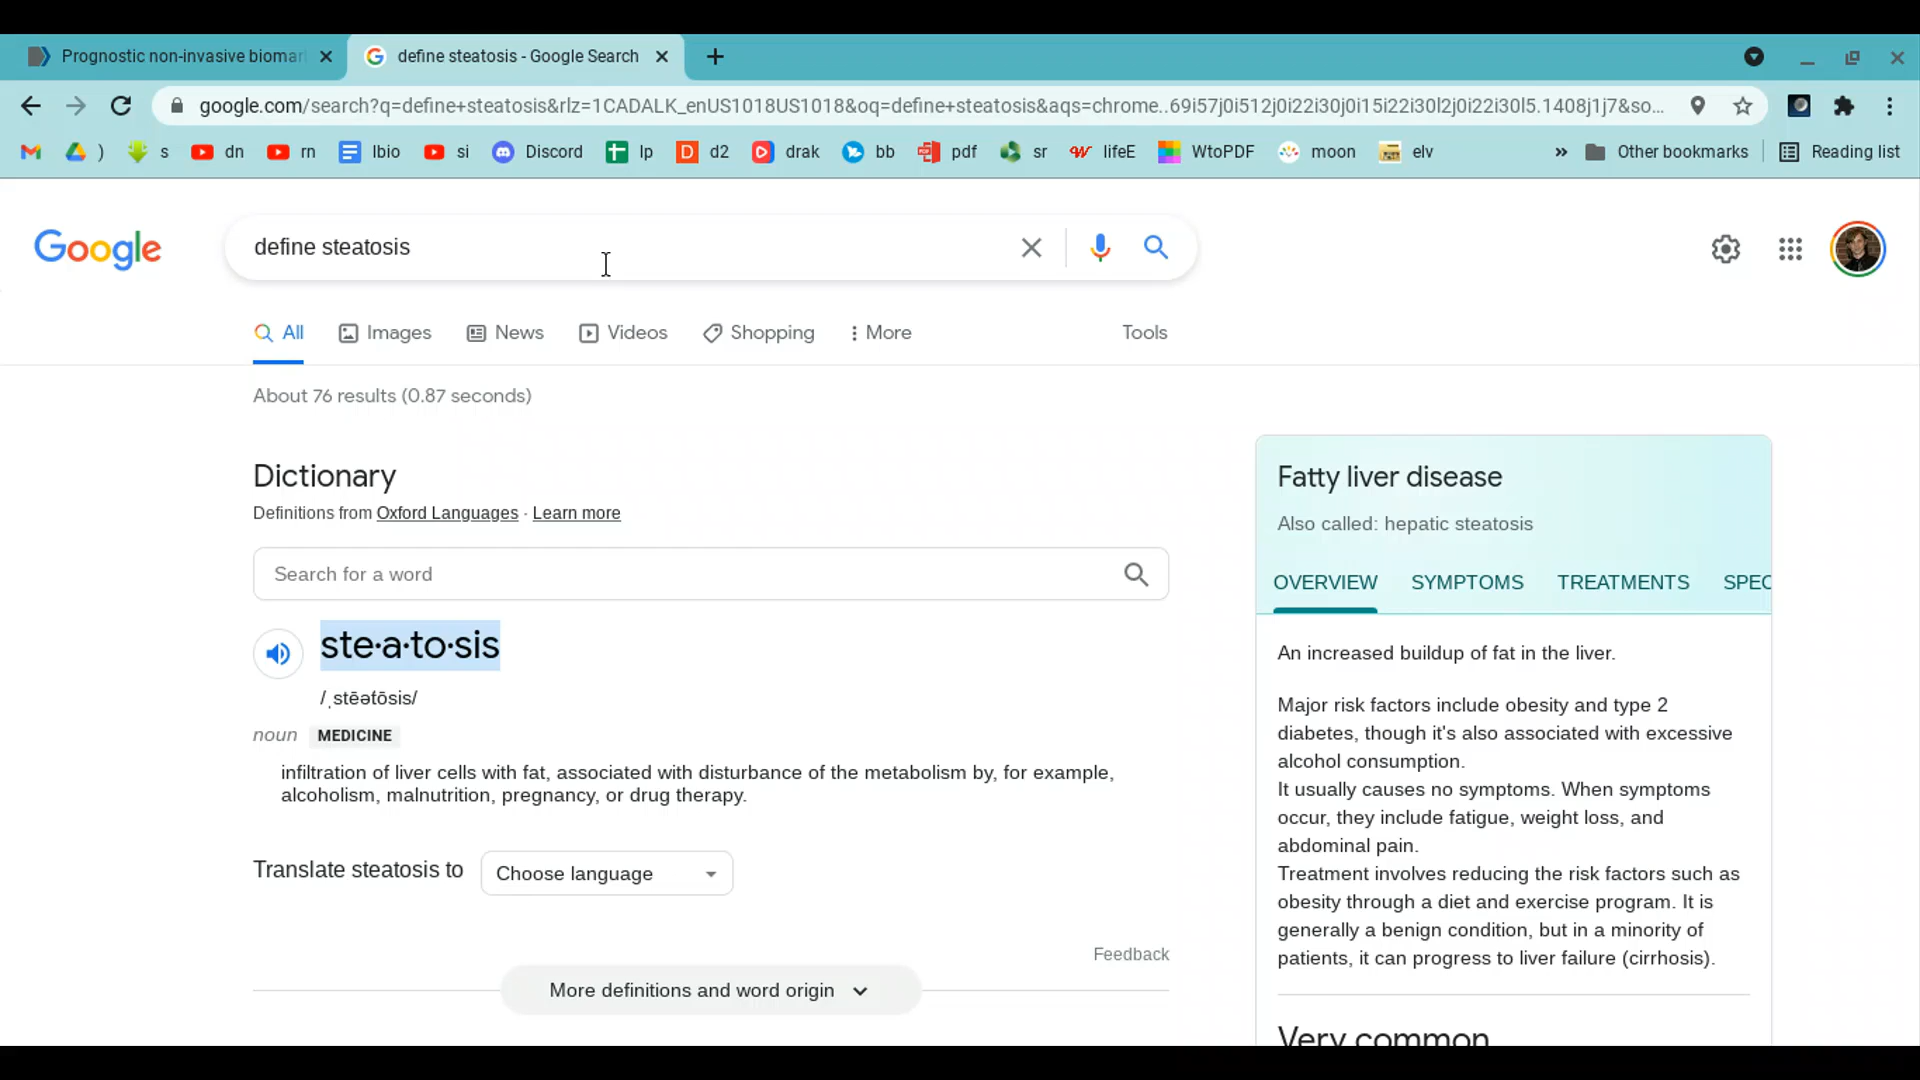 Prognostic non-invasive biomar
define steatosis - Google Search
google.com/search?q=define+steatosis&rlz=1CADALK_enUS1018US1018&oq=define+steatosis&aqs=chrome..69i57j0i512j0i22i30j0i15i22i30l2j0i22i30l5.1408j1j7&so...
) s dn rn lbio si Discord lp d2 drak bb pdf sr lifeE WtoPDF moon elv » Other bookmarks Reading list
Google
define steatosis
All Images News Videos Shopping More Tools
About 76 results (0.87 seconds)
Dictionary
Definitions from Oxford Languages · Learn more
Search for a word
ste·a·to·sis
/ˌstēəˈtōsis/
noun MEDICINE
infiltration of liver cells with fat, associated with disturbance of the metabolism by, for example,
alcoholism, malnutrition, pregnancy, or drug therapy.
Translate steatosis to Choose language
Feedback
More definitions and word origin
Fatty liver disease
Also called: hepatic steatosis
OVERVIEW SYMPTOMS TREATMENTS SPEC
An increased buildup of fat in the liver.
Major risk factors include obesity and type 2
diabetes, though it's also associated with excessive
alcohol consumption.
It usually causes no symptoms. When symptoms
occur, they include fatigue, weight loss, and
abdominal pain.
Treatment involves reducing the risk factors such as
obesity through a diet and exercise program. It is
generally a benign condition, but in a minority of
patients, it can progress to liver failure (cirrhosis).
Very common